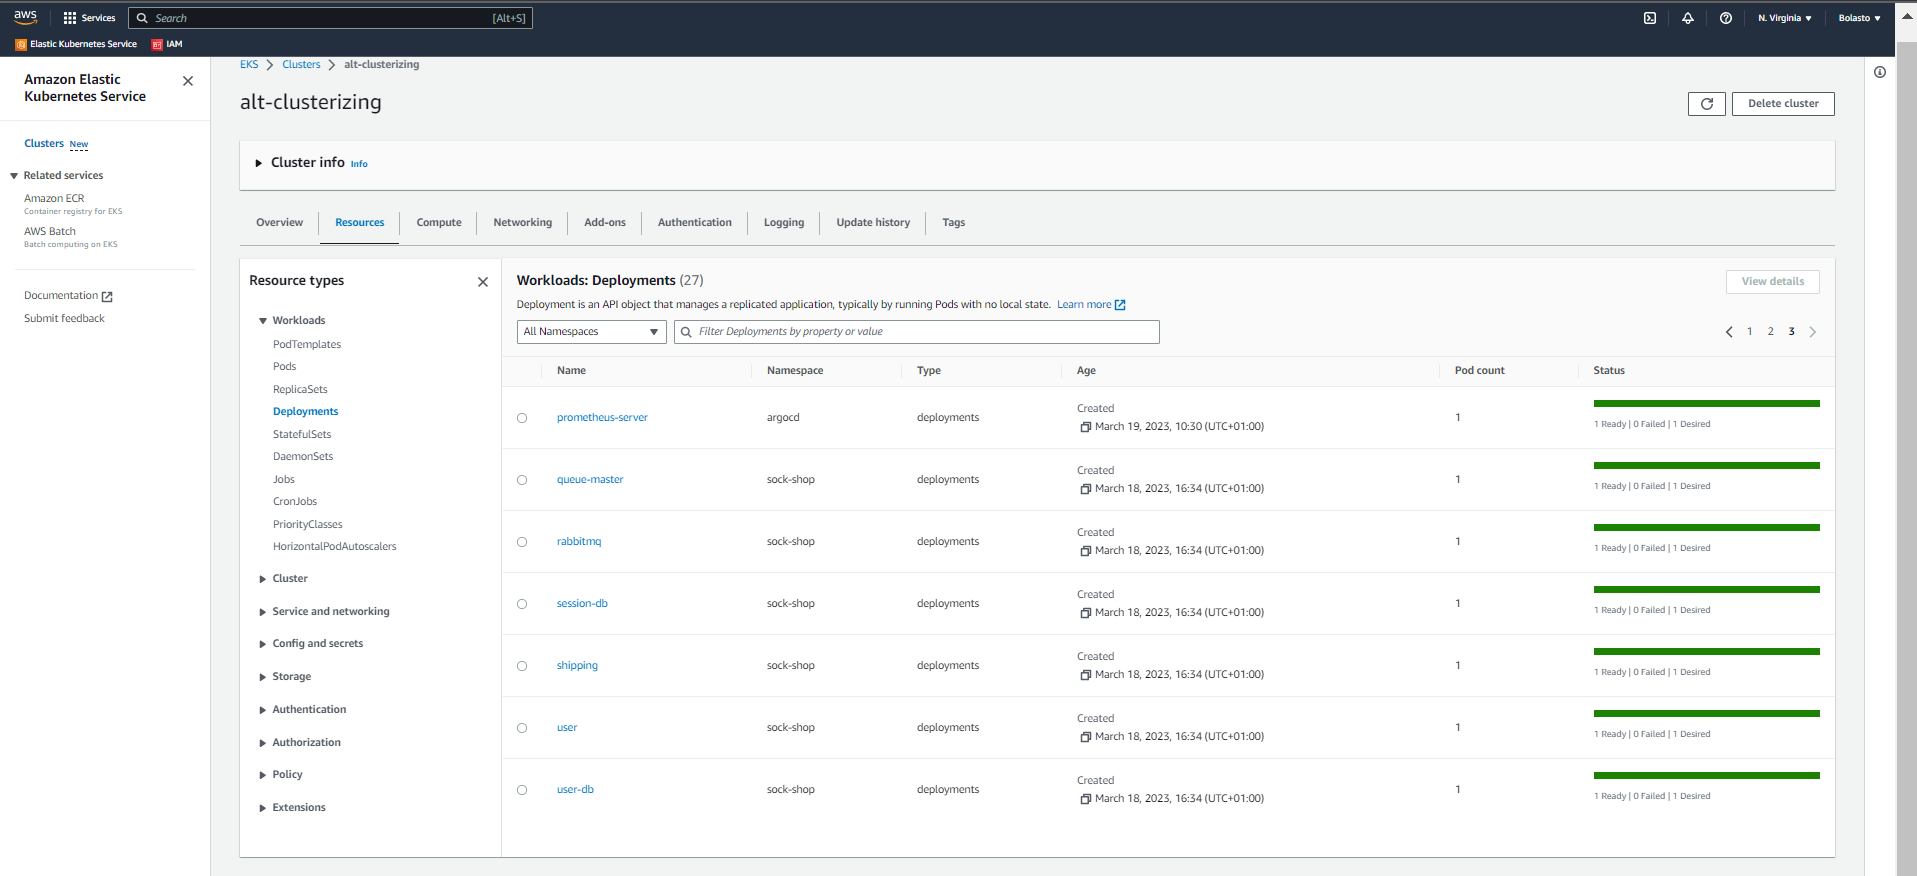 aws Services Search [Alt+S] N. Virginia Bolasto
Elastic Kubernetes Service IAM
Amazon Elastic
Kubernetes Service
Clusters New
Related services
Amazon ECR
Container registry for EKS
AWS Batch
Batch computing on EKS
Documentation
Submit feedback
EKS Clusters alt-clusterizing
alt-clusterizing
Delete cluster
Cluster info Info
Overview Resources Compute Networking Add-ons Authentication Logging Update history Tags
Resource types
Workloads
PodTemplates
Pods
ReplicaSets
Deployments
StatefulSets
DaemonSets
Jobs
CronJobs
PriorityClasses
HorizontalPodAutoscalers
Cluster
Service and networking
Config and secrets
Storage
Authentication
Authorization
Policy
Extensions
Workloads: Deployments (27)
View details
Deployment is an API object that manages a replicated application, typically by running Pods with no local state. Learn more
All Namespaces Filter Deployments by property or value 1 2 3
Name Namespace Type Age Pod count Status
Created
prometheus-server argocd deployments March 19, 2023, 10:30 (UTC+01:00) 1
1 Ready | 0 Failed | 1 Desired
Created
queue-master sock-shop deployments March 18, 2023, 16:34 (UTC+01:00) 1
1 Ready | 0 Failed | 1 Desired
Created
rabbitmq sock-shop deployments March 18, 2023, 16:34 (UTC+01:00) 1
1 Ready | 0 Failed | 1 Desired
Created
session-db sock-shop deployments March 18, 2023, 16:34 (UTC+01:00) 1
1 Ready | 0 Failed | 1 Desired
Created
shipping sock-shop deployments March 18, 2023, 16:34 (UTC+01:00) 1
1 Ready | 0 Failed | 1 Desired
Created
user sock-shop deployments March 18, 2023, 16:34 (UTC+01:00) 1
1 Ready | 0 Failed | 1 Desired
Created
user-db sock-shop deployments March 18, 2023, 16:34 (UTC+01:00) 1
1 Ready | 0 Failed | 1 Desired